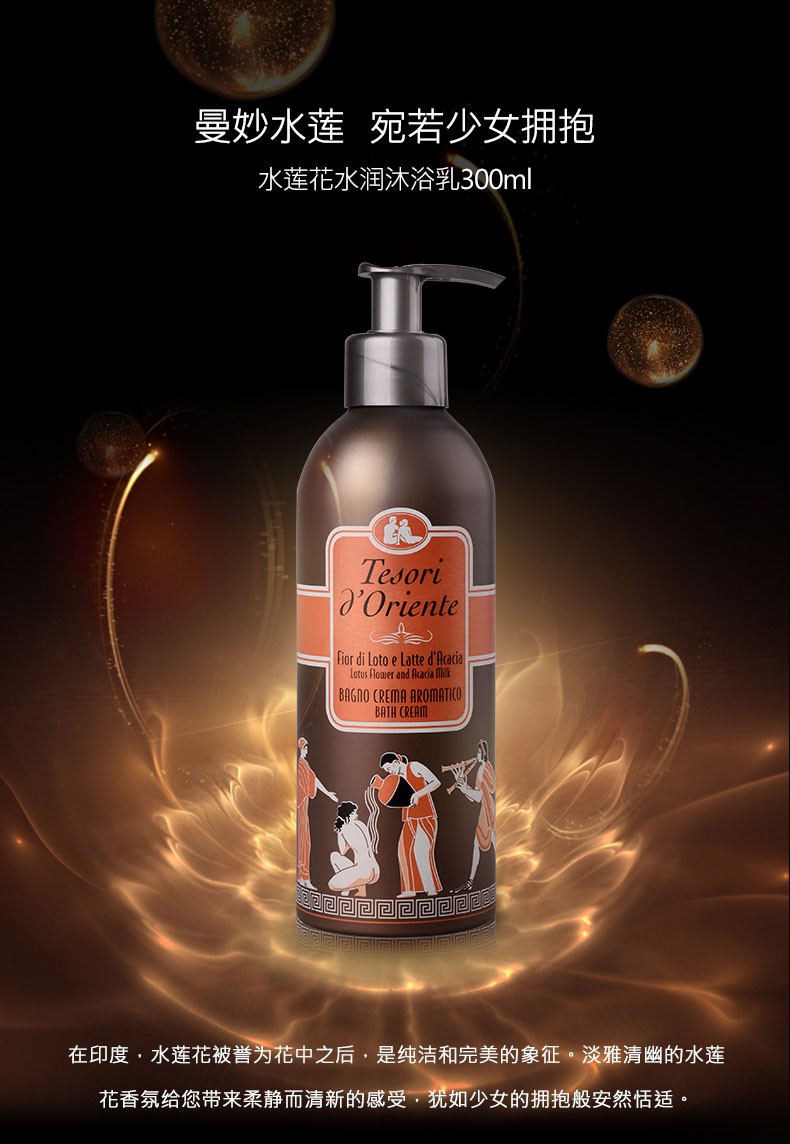 曼妙水莲 宛若少女拥抱
水莲花水润沐浴乳300ml
Tesori
d'Oriente
Fior di Loto e Latte d'Acacia
Lotus Flower and Acacia Milk
BAGNO CREMA AROMATICO
BATH CREAM
在印度，水莲花被誉为花中之后，是纯洁和完美的象征。淡雅清幽的水莲
花香氛给您带来柔静而清新的感受，犹如少女的拥抱般安然恬适。